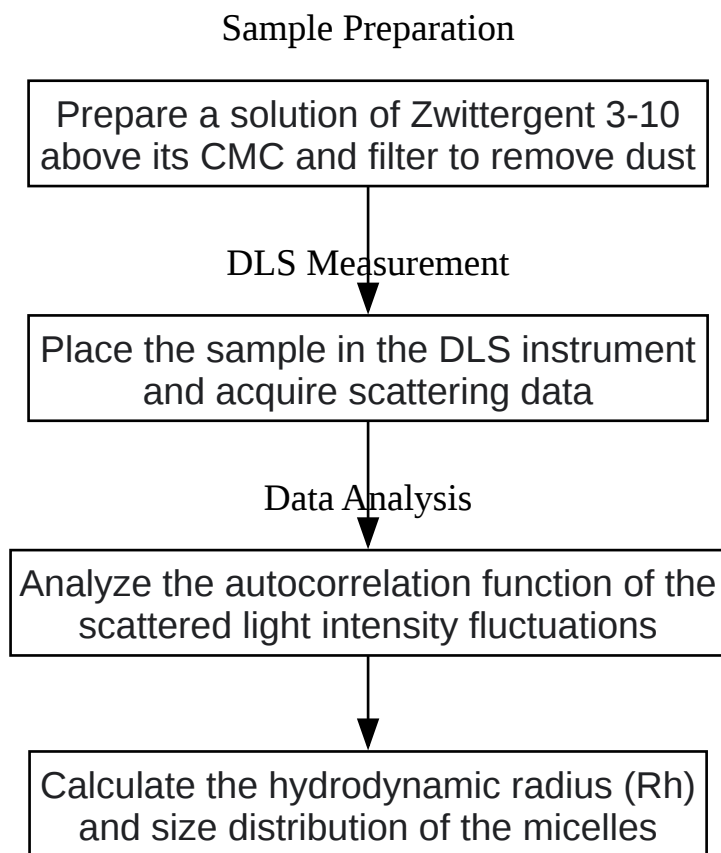 Sample Preparation
Prepare a solution of Zwittergent 3-10
above its CMC and filter to remove dust
DLS Measurement
Place the sample in the DLS instrument
and acquire scattering data
Data Analysis
Analyze the autocorrelation function of the
scattered light intensity fluctuations
Calculate the hydrodynamic radius (Rh)
and size distribution of the micelles